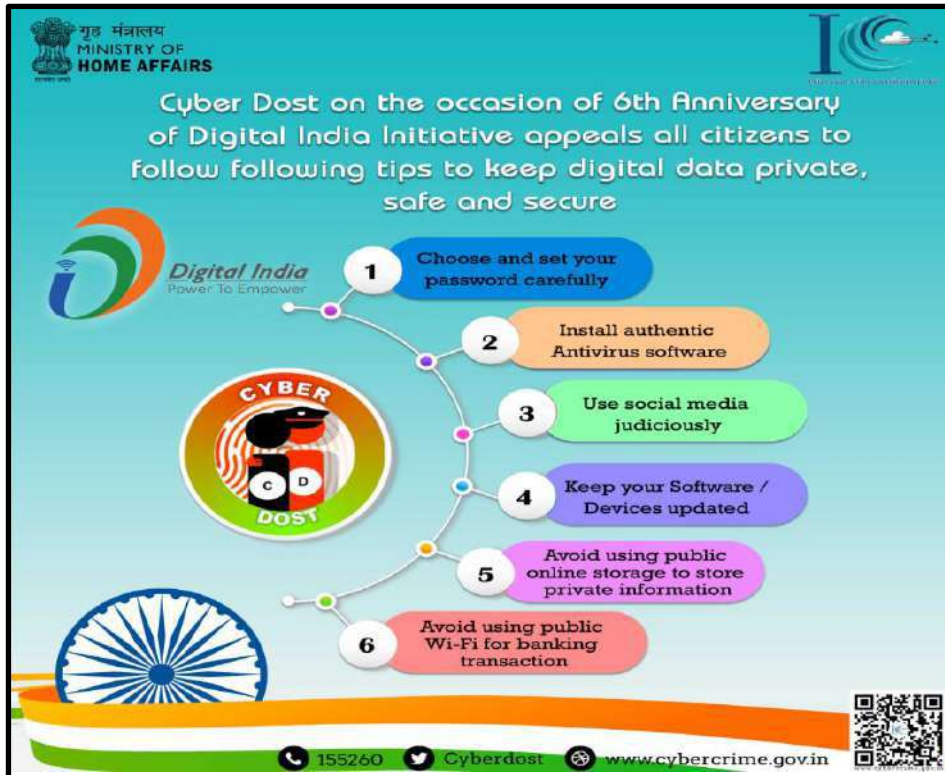 गृह मंत्रालय
MINISTRY OF
HOME AFFAIRS
Cyber Dost on the occasion of 6th Anniversary
of Digital India Initiative appeals all citizens to
follow following tips to keep digital data private,
safe and secure
Digital India
Power To Empower
1
Choose and set your
password carefully
2
Install authentic
Antivirus software
3
Use social media
judiciously
4
Keep your Software /
Devices updated
5
Avoid using public
online storage to store
private information
6
Avoid using public
Wi-Fi for banking
transaction
CYBER
C D
DOST
155260 Cyberdost www.cybercrime.gov.in